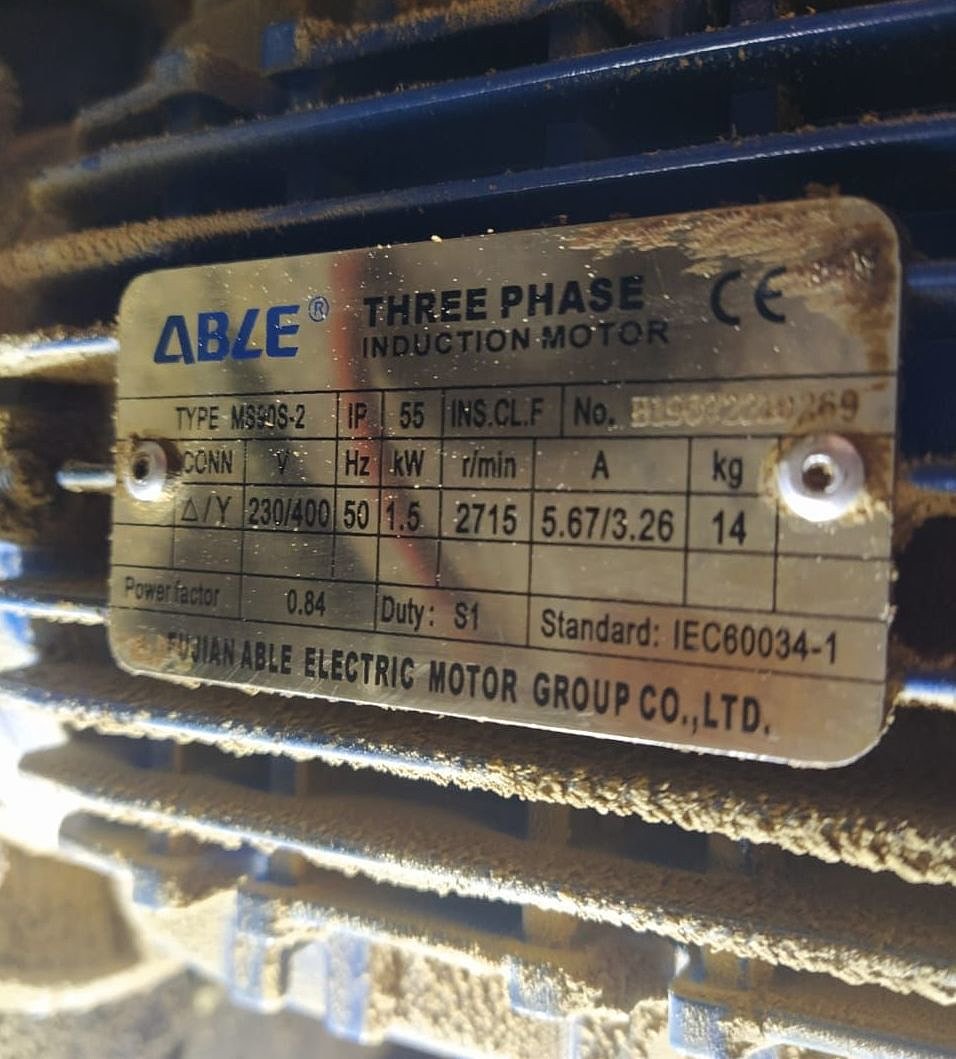 ABLE® THREE PHASE CE
INDUCTION MOTOR
TYPE MS90S-2 IP 55 INS.CL.F No.
CONN V Hz kW r/min A kg
△/Y 230/400 50 1.5 2715 5.67/3.26 14
Power factor 0.84 Duty: S1 Standard: IEC60034-1
FUJIAN ABLE ELECTRIC MOTOR GROUP CO.,LTD.